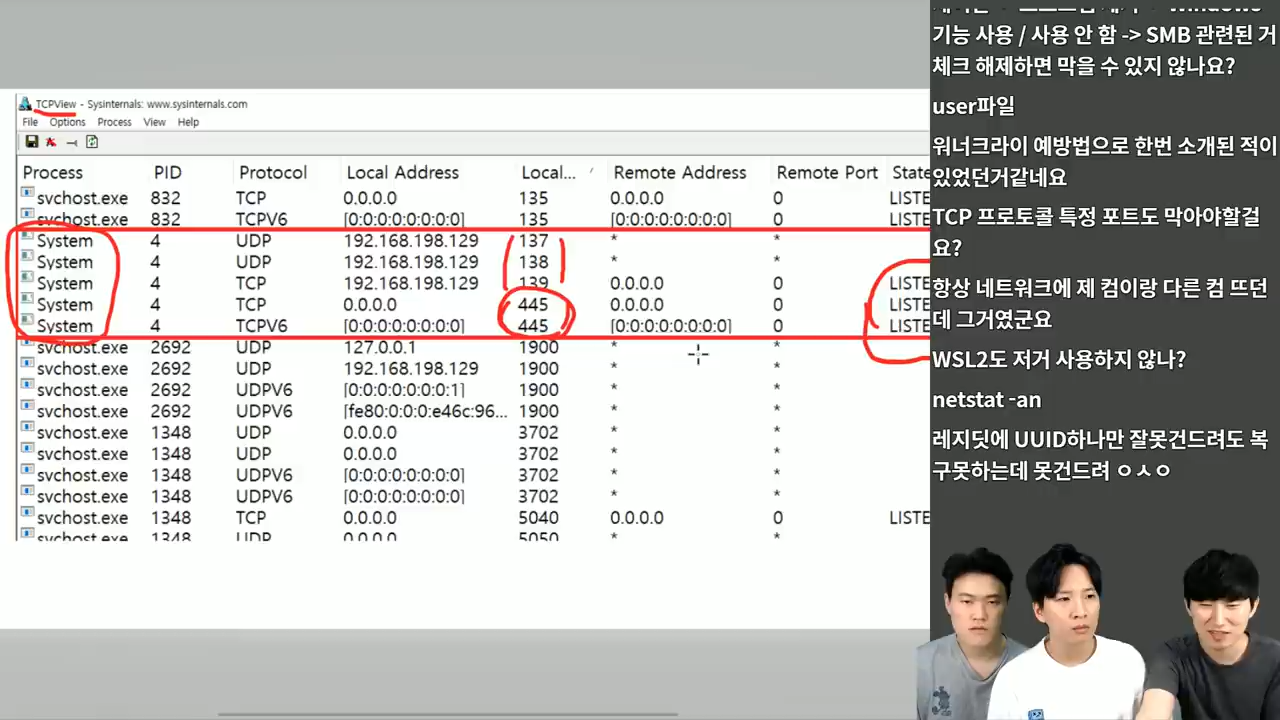 TCPView - Sysinternals: www.sysinternals.com
File Options Process View Help
Process PID Protocol Local Address Local... Remote Address Remote Port State
svchost.exe 832 TCP 0.0.0.0 135 0.0.0.0 0 LISTE
svchost.exe 832 TCPV6 [0:0:0:0:0:0:0:0] 135 [0:0:0:0:0:0:0:0] 0 LISTE
System 4 UDP 192.168.198.129 137 * *
System 4 UDP 192.168.198.129 138 * *
System 4 TCP 192.168.198.129 139 0.0.0.0 0 LISTE
System 4 TCP 0.0.0.0 445 0.0.0.0 0 LISTE
System 4 TCPV6 [0:0:0:0:0:0:0:0] 445 [0:0:0:0:0:0:0:0] 0 LISTE
svchost.exe 2692 UDP 127.0.0.1 1900 * *
svchost.exe 2692 UDP 192.168.198.129 1900 * *
svchost.exe 2692 UDPV6 [0:0:0:0:0:0:0:1] 1900 * *
svchost.exe 2692 UDPV6 [fe80:0:0:0:e46c:96... 1900 * *
svchost.exe 1348 UDP 0.0.0.0 3702 * *
svchost.exe 1348 UDP 0.0.0.0 3702 * *
svchost.exe 1348 UDPV6 [0:0:0:0:0:0:0:0] 3702 * *
svchost.exe 1348 UDPV6 [0:0:0:0:0:0:0:0] 3702 * *
svchost.exe 1348 TCP 0.0.0.0 5040 0.0.0.0 0 LISTE
svchost.exe 1348 UDP 0.0.0.0 5050 * *
기능 사용 / 사용 안 함 -> SMB 관련된 거
체크 해제하면 막을 수 있지 않나요?
user파일
워너크라이 예방법으로 한번 소개된 적이
있었던거같네요
TCP 프로토콜 특정 포트도 막아야할걸
요?
항상 네트워크에 제 컴이랑 다른 컴 뜨던
데 그거였군요
WSL2도 저거 사용하지 않나?
netstat -an
레지딧에 UUID하나만 잘못건드려도 복
구못하는데 못건드려 ㅇㅅㅇ